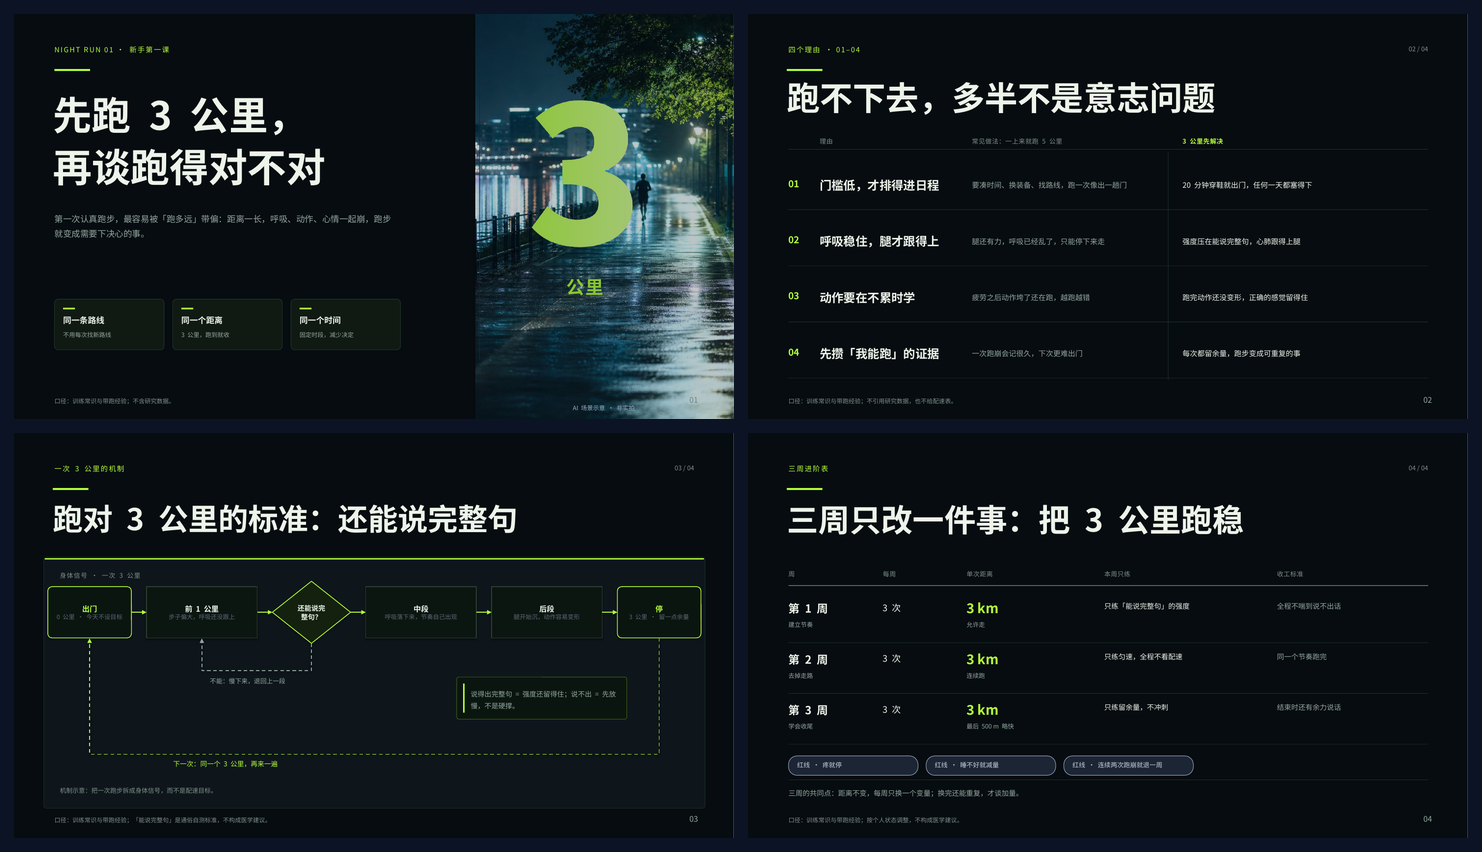 NIGHT RUN 01 · 新手第一课
先跑 3 公里，
再谈跑得对不对
第一次认真跑步，最容易被「跑多远」带偏：距离一长，呼吸、动作、心情一起崩，跑步
就变成需要下决心的事。
同一条路线
不用每次找新路线
同一个距离
3 公里，跑到就收
同一个时间
固定时段，减少决定
口径：训练常识与带跑经验；不含研究数据。
3
公里
AI 场景示意 · 非实拍
01
四个理由 · 01–04
02 / 04
跑不下去，多半不是意志问题
理由
常见做法：一上来就跑 5 公里
3 公里先解决
01
门槛低，才排得进日程
要凑时间、换装备、找路线，跑一次像出一趟门
20 分钟穿鞋就出门，任何一天都塞得下
02
呼吸稳住，腿才跟得上
腿还有力，呼吸已经乱了，只能停下来走
强度压在能说完整句，心肺跟得上腿
03
动作要在不累时学
疲劳之后动作垮了还在跑，越跑越错
跑完动作还没变形，正确的感觉留得住
04
先攒「我能跑」的证据
一次跑崩会记很久，下次更难出门
每次都留余量，跑步变成可重复的事
口径：训练常识与带跑经验；不引用研究数据，也不给配速表。
02
一次 3 公里的机制
03 / 04
跑对 3 公里的标准：还能说完整句
身体信号 · 一次 3 公里
出门
0 公里 · 今天不设目标
前 1 公里
步子偏大，呼吸还没跟上
还能说完
整句？
中段
呼吸落下来，节奏自己出现
后段
腿开始沉，动作容易变形
停
3 公里 · 留一点余量
不能：慢下来，退回上一段
说得出完整句 = 强度还留得住；说不出 = 先放
慢，不是硬撑。
下一次：同一个 3 公里，再来一遍
机制示意：把一次跑步拆成身体信号，而不是配速目标。
口径：训练常识与带跑经验；「能说完整句」是通俗自测标准，不构成医学建议。
03
三周进阶表
04 / 04
三周只改一件事：把 3 公里跑稳
周
每周
单次距离
本周只练
收工标准
第 1 周
建立节奏
3 次
3 km
允许走
只练「能说完整句」的强度
全程不喘到说不出话
第 2 周
去掉走路
3 次
3 km
连续跑
只练匀速，全程不看配速
同一个节奏跑完
第 3 周
学会收尾
3 次
3 km
最后 500 m 略快
只练留余量，不冲刺
结束时还有余力说话
红线 · 疼就停
红线 · 睡不好就减量
红线 · 连续两次跑崩就退一周
三周的共同点：距离不变，每周只换一个变量；换完还能重复，才谈加量。
口径：训练常识与带跑经验；按个人状态调整，不构成医学建议。
04